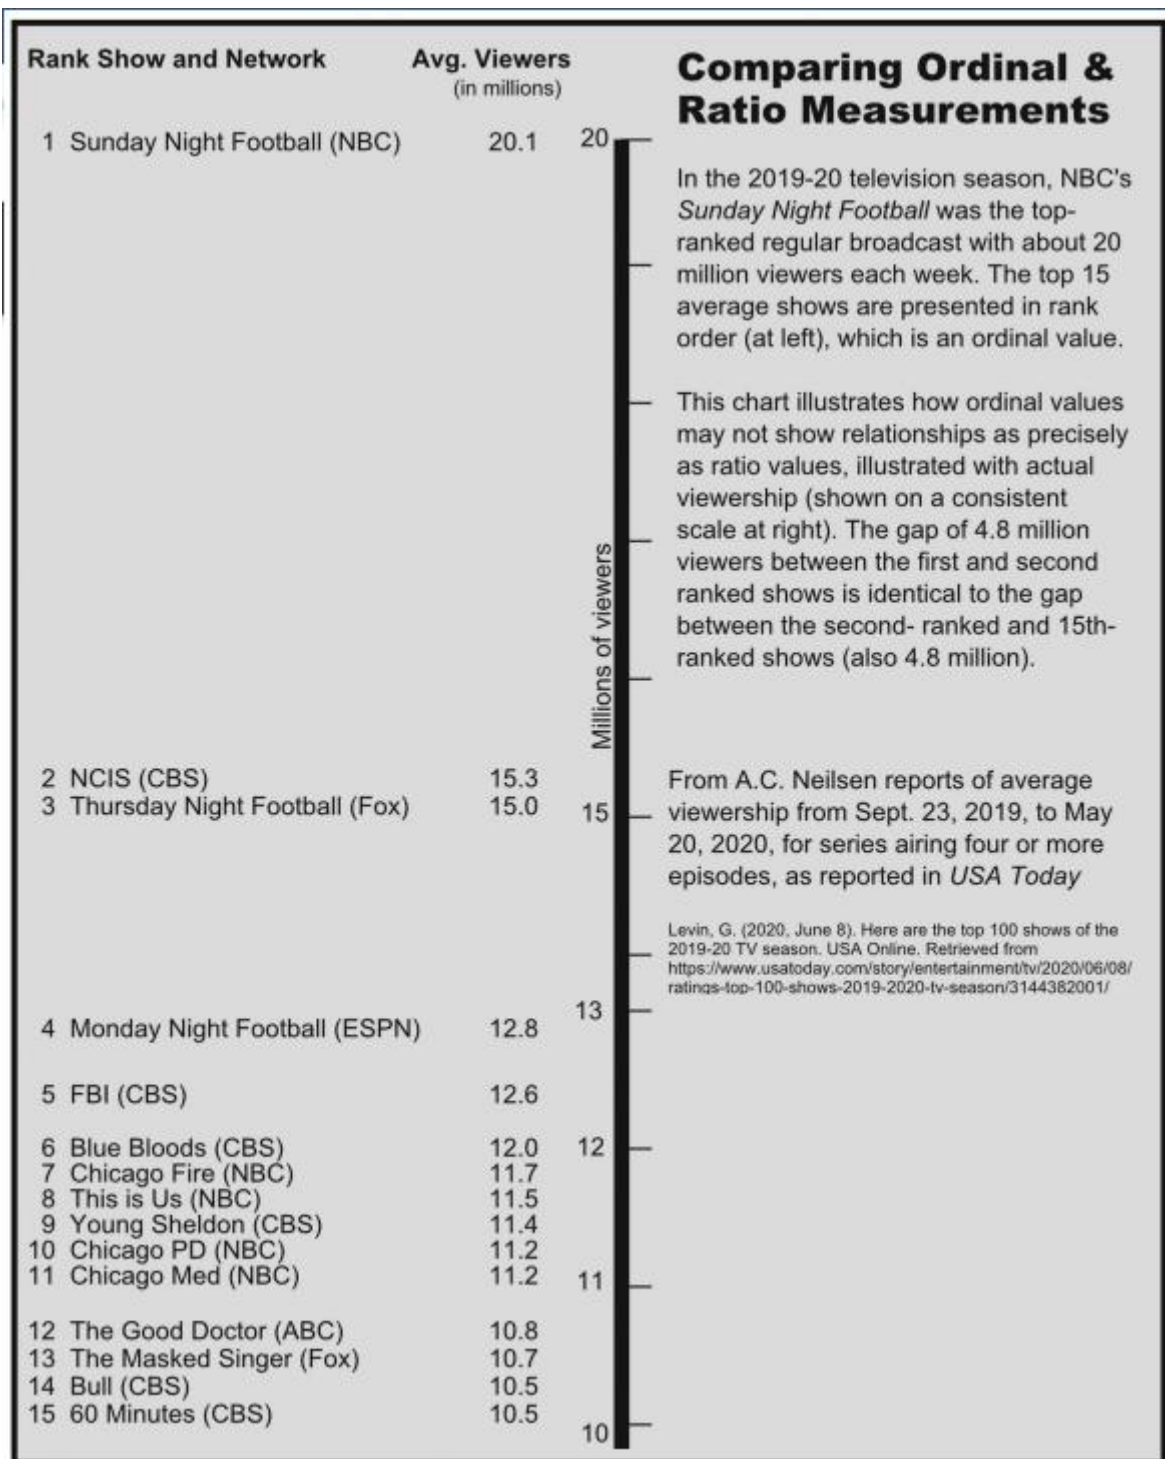 Rank Show and Network Avg. Viewers
(in millions)
1 Sunday Night Football (NBC) 20.1
2 NCIS (CBS) 15.3
3 Thursday Night Football (Fox) 15.0
4 Monday Night Football (ESPN) 12.8
5 FBI (CBS) 12.6
6 Blue Bloods (CBS) 12.0
7 Chicago Fire (NBC) 11.7
8 This is Us (NBC) 11.5
9 Young Sheldon (CBS) 11.4
10 Chicago PD (NBC) 11.2
11 Chicago Med (NBC) 11.2
12 The Good Doctor (ABC) 10.8
13 The Masked Singer (Fox) 10.7
14 Bull (CBS) 10.5
15 60 Minutes (CBS) 10.5
20
15
13
12
11
10
Millions of viewers
Comparing Ordinal &
Ratio Measurements
In the 2019-20 television season, NBC's
Sunday Night Football was the top-
ranked regular broadcast with about 20
million viewers each week. The top 15
average shows are presented in rank
order (at left), which is an ordinal value.
This chart illustrates how ordinal values
may not show relationships as precisely
as ratio values, illustrated with actual
viewership (shown on a consistent
scale at right). The gap of 4.8 million
viewers between the first and second
ranked shows is identical to the gap
between the second- ranked and 15th-
ranked shows (also 4.8 million).
From A.C. Neilsen reports of average
viewership from Sept. 23, 2019, to May
20, 2020, for series airing four or more
episodes, as reported in USA Today
Levin, G. (2020, June 8). Here are the top 100 shows of the
2019-20 TV season. USA Online. Retrieved from
https://www.usatoday.com/story/entertainment/tv/2020/06/08/
ratings-top-100-shows-2019-2020-tv-season/3144382001/